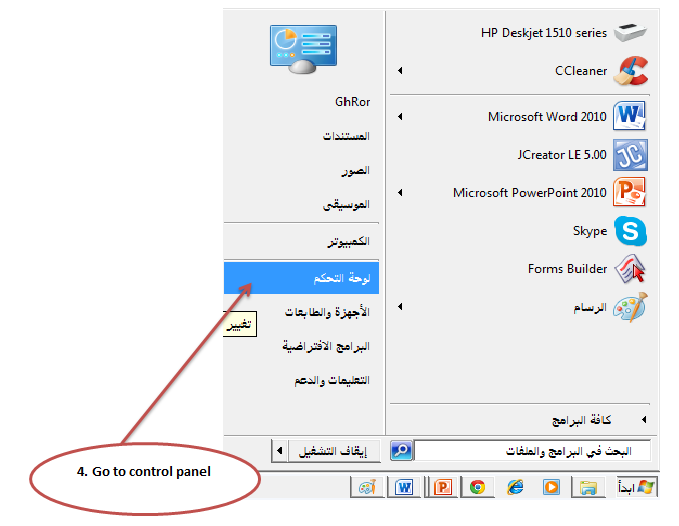 HP Deskjet 1510 series
CCleaner
Microsoft Word 2010
JCreator LE 5.00
Microsoft PowerPoint 2010
Skype
Forms Builder
الرسام
كافة البرامج
البحث في البرامج والملفات
GhRor
المستندات
الصور
الموسيقى
الكمبيوتر
لوحة التحكم
الأجهزة والطابعات
تغيير
البرامج الافتراضية
التعليمات والدعم
إيقاف التشغيل
ابدأ
4. Go to control panel